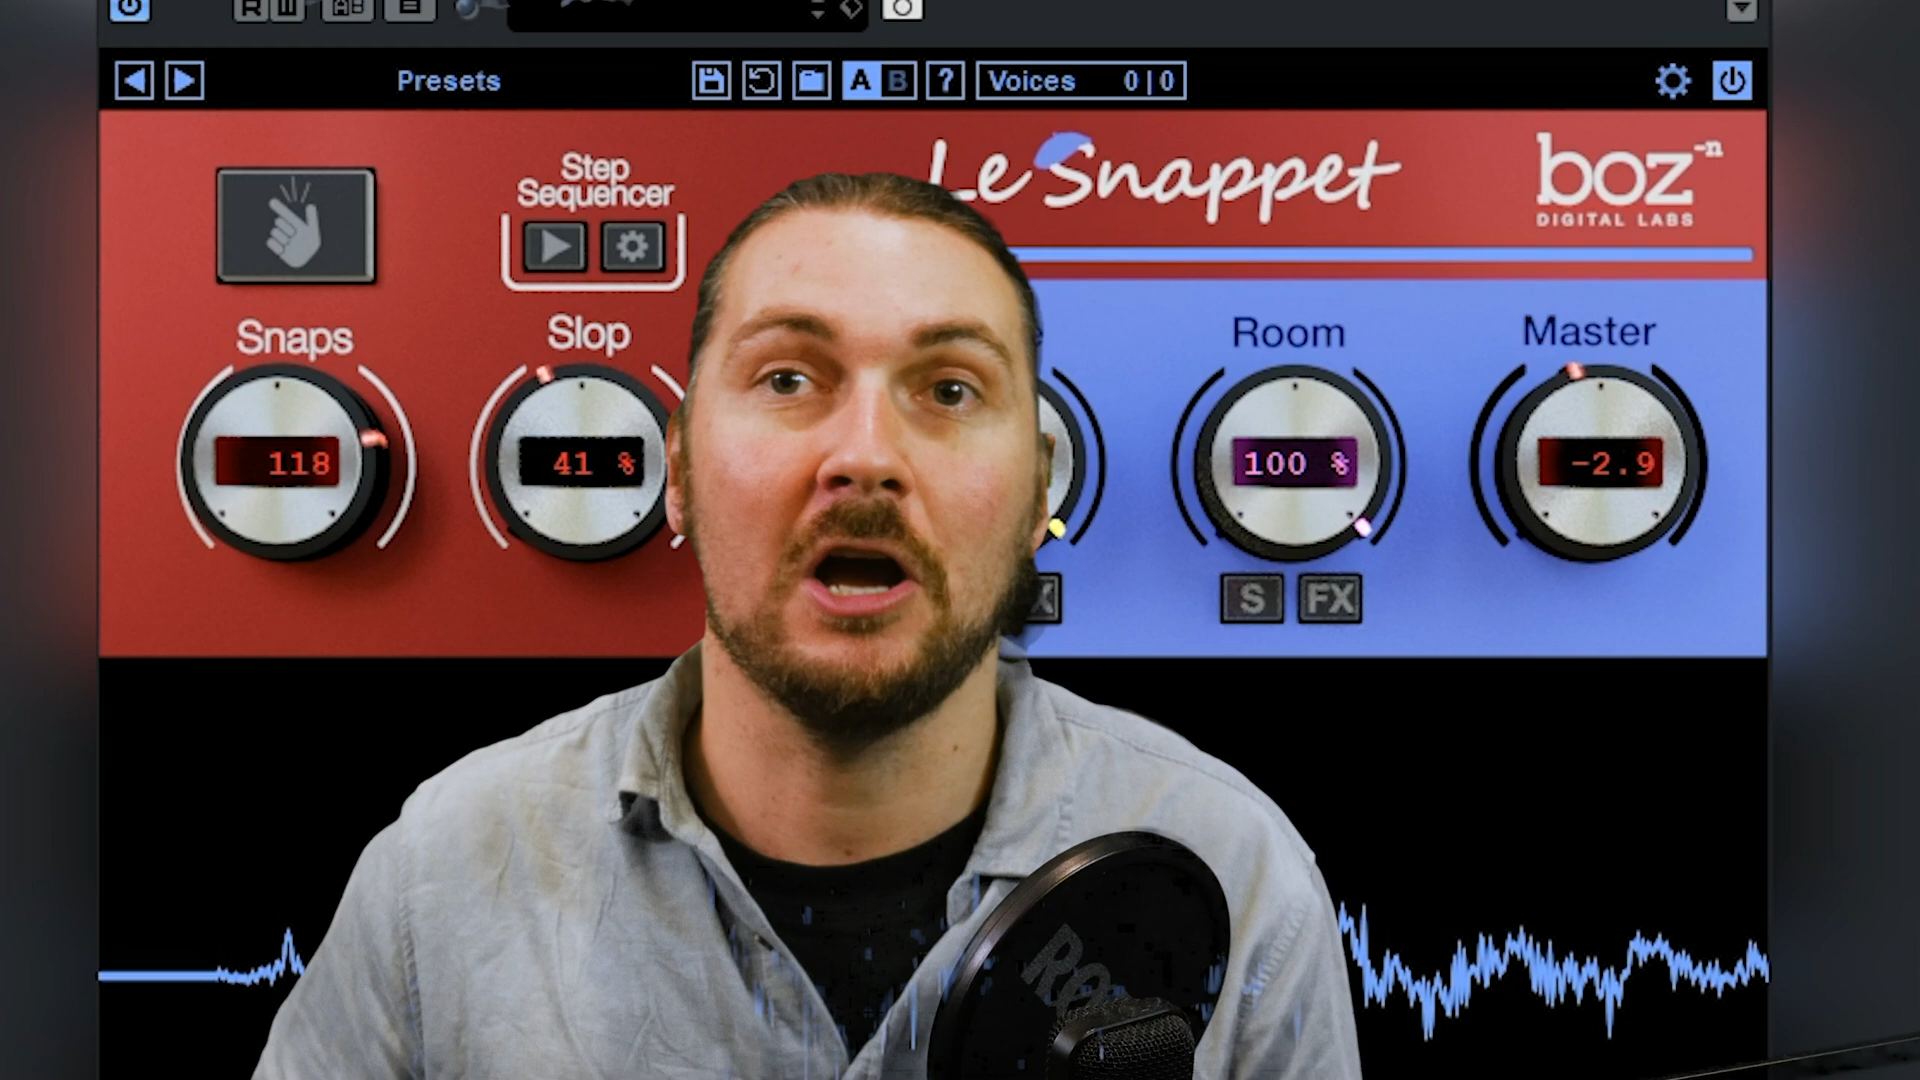 R W A B
Presets
A B
?
Voices 0|0
Le Snappet
boz-n
DIGITAL LABS
Step
Sequencer
Snaps
Slop
Room
Master
118
41 %
100 %
-2.9
S FX